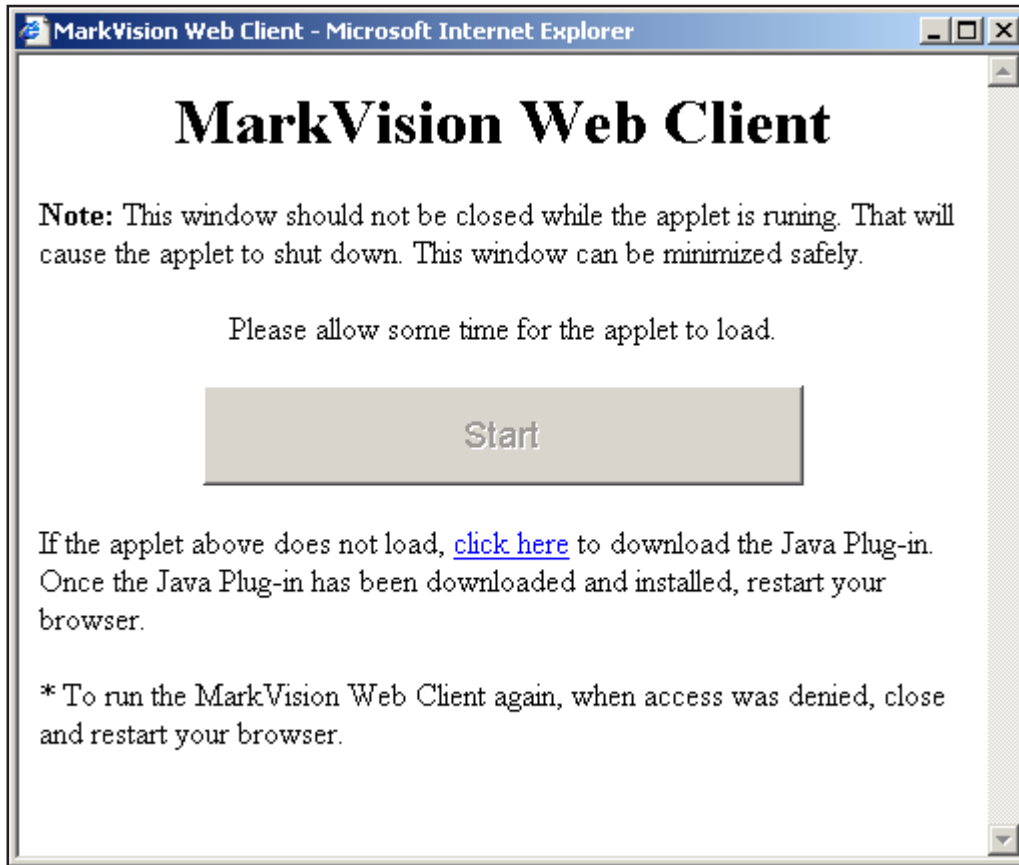 MarkVision Web Client - Microsoft Internet Explorer
MarkVision Web Client
Note: This window should not be closed while the applet is runing. That will
cause the applet to shut down. This window can be minimized safely.
Please allow some time for the applet to load.
Start
If the applet above does not load, click here to download the Java Plug-in.
Once the Java Plug-in has been downloaded and installed, restart your
browser.
* To run the MarkVision Web Client again, when access was denied, close
and restart your browser.